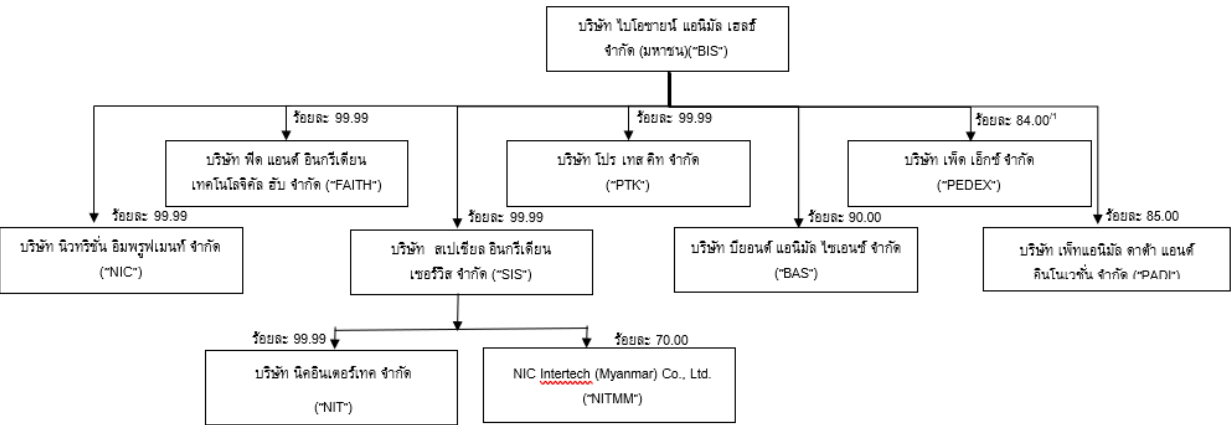 บริษัท ไบโอซายน์ แอนิมัล เฮลธ์
จำกัด (มหาชน)("BIS")
ร้อยละ 99.99
ร้อยละ 99.99
ร้อยละ 84.00/1
บริษัท ฟีด แอนด์ อินกรีเดียน
เทคโนโลจิคัล ฮับ จำกัด ("FAITH")
บริษัท โปร เทส คิท จำกัด
("PTK")
บริษัท เพ็ด เอ็กซ์ จำกัด
("PEDEX")
ร้อยละ 99.99
ร้อยละ 99.99
ร้อยละ 90.00
ร้อยละ 85.00
บริษัท นิวทริชั่น อิมพรูฟเมนท์ จำกัด
("NIC")
บริษัท สเปเชียล อินกรีเดียน
เซอร์วิส จำกัด ("SIS")
บริษัท บียอนด์ แอนิมัล ไซเอนซ์ จำกัด
("BAS")
บริษัท เพ็ทแอนิมัล ดาต้า แอนด์
อินโนเวชั่น จำกัด ("PADI")
ร้อยละ 99.99
ร้อยละ 70.00
บริษัท นิคอินเตอร์เทค จำกัด
("NIT")
NIC Intertech (Myanmar) Co., Ltd.
("NITMM")